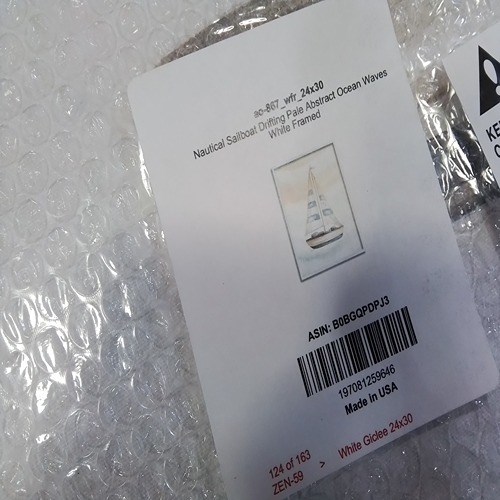 ac-867_wfr_24x30
Nautical Sailboat Drifting Pale Abstract Ocean Waves
White Framed
ASIN: B0BGQPDPJ3
197081259646
Made in USA
124 of 163
ZEN-59 > White Giclee 24x30